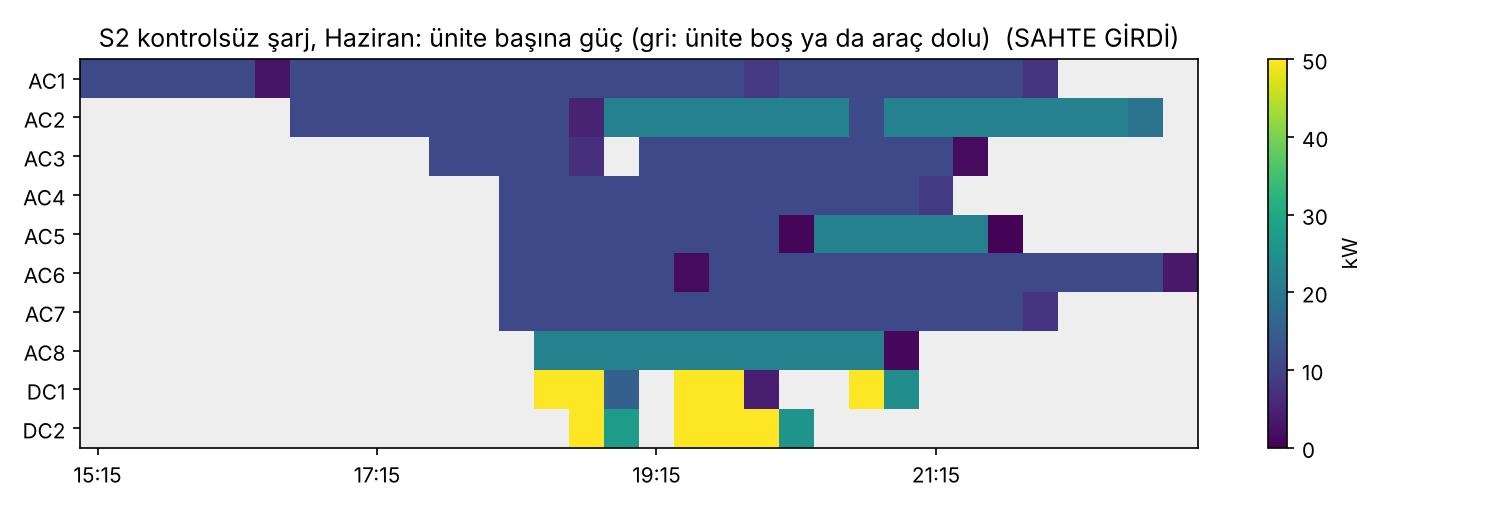 S2 kontrolsüz şarj, Haziran: ünite başına güç (gri: ünite boş ya da araç dolu)  (SAHTE GİRDİ)
AC1
AC2
AC3
AC4
AC5
AC6
AC7
AC8
DC1
DC2
15:15
17:15
19:15
21:15
50
40
30
20
10
0
kW